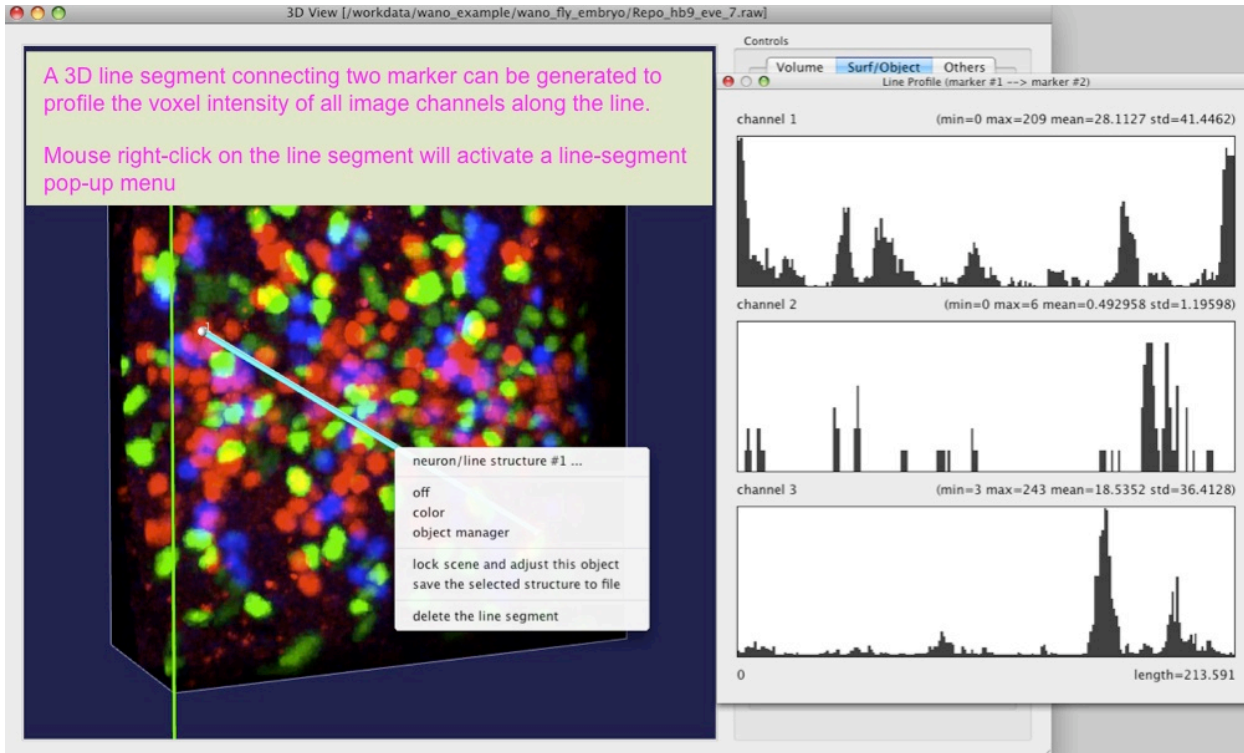 3D View [/workdata/wano_example/wano_fly_embryo/Repo_hb9_eve_7.raw]
A 3D line segment connecting two marker can be generated to
profile the voxel intensity of all image channels along the line.
Mouse right-click on the line segment will activate a line-segment
pop-up menu
1
neuron/line structure #1 ...
off
color
object manager
lock scene and adjust this object
save the selected structure to file
delete the line segment
Controls
Volume Surf/Object Others
Line Profile (marker #1 --> marker #2)
channel 1 (min=0 max=209 mean=28.1127 std=41.4462)
channel 2 (min=0 max=6 mean=0.492958 std=1.19598)
channel 3 (min=3 max=243 mean=18.5352 std=36.4128)
0 length=213.591